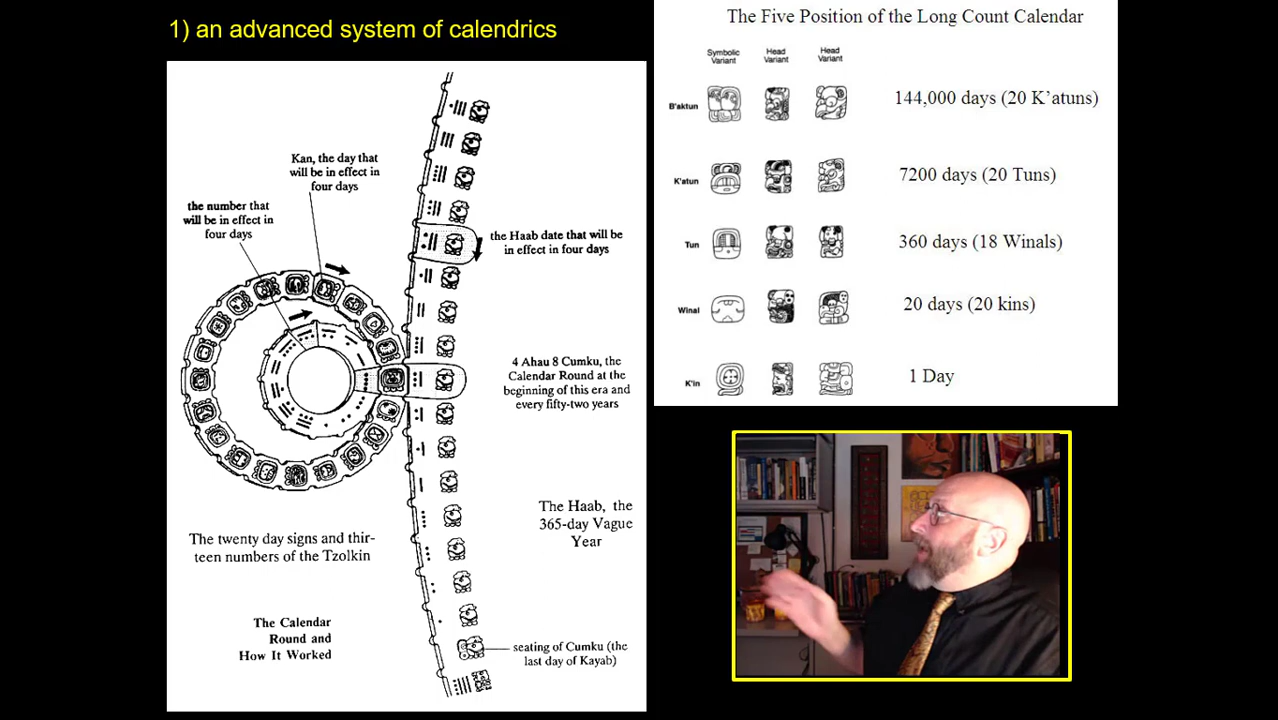 1) an advanced system of calendrics
Kan, the day that
will be in effect in
four days
the number that
will be in effect in
four days
the Haab date that will be
in effect in four days
4 Ahau 8 Cumku, the
Calendar Round at the
beginning of this era and
every fifty-two years
The Haab, the
365-day Vague
Year
The twenty day signs and thir-
teen numbers of the Tzolkin
The Calendar
Round and
How It Worked
seating of Cumku (the
last day of Kayab)
The Five Position of the Long Count Calendar
Symbolic
Variant
Head
Variant
Head
Variant
B'aktun
144,000 days (20 K’atuns)
K'atun
7200 days (20 Tuns)
Tun
360 days (18 Winals)
Winal
20 days (20 kins)
K'in
1 Day